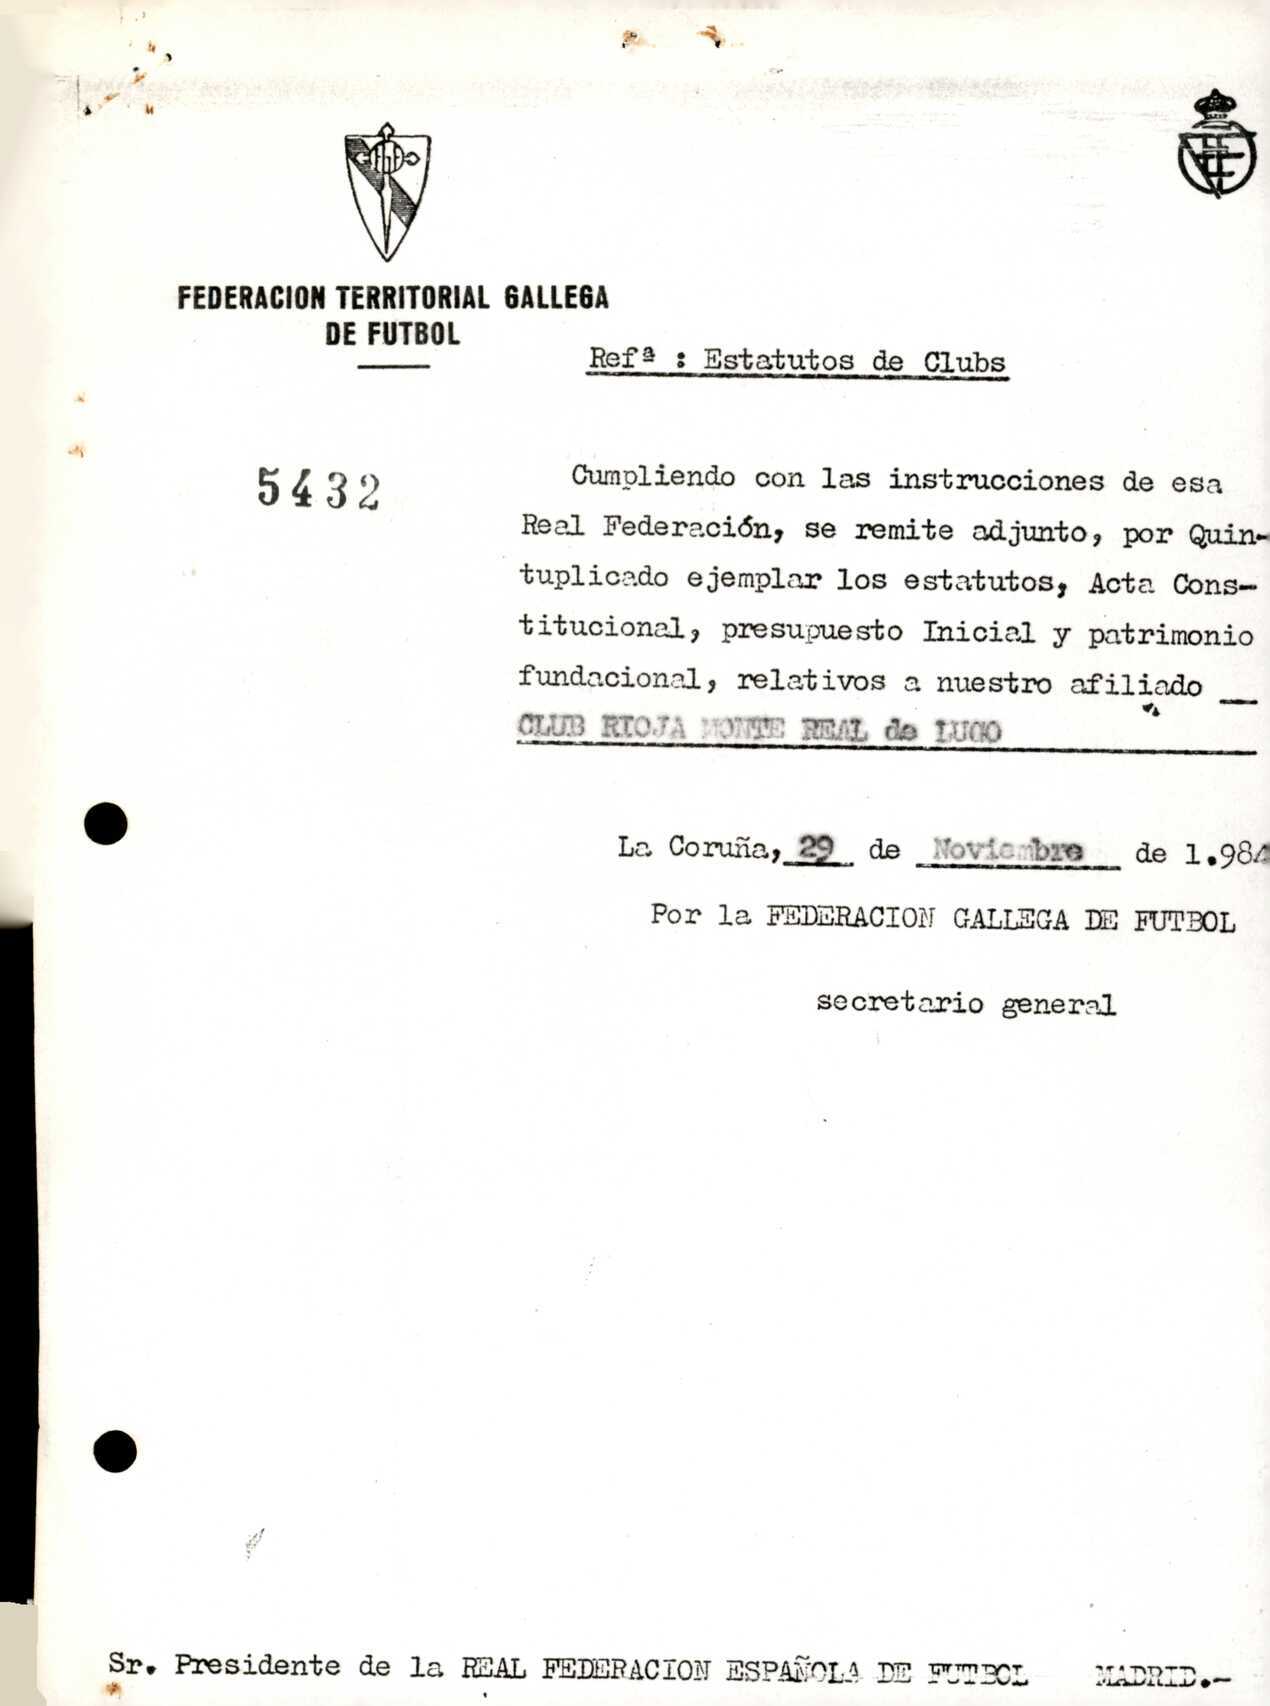 FEDERACION TERRITORIAL GALLEGA
DE FUTBOL
Refª : Estatutos de Clubs
5432
Cumpliendo con las instrucciones de esa
Real Federación, se remite adjunto, por Quin-
tuplicado ejemplar los estatutos, Acta Cons-
titucional, presupuesto Inicial y patrimonio
fundacional, relativos a nuestro afiliado
CLUB RIOJA MONTE REAL de LUGO
La Coruña, 29 de Noviembre de 1.984
Por la FEDERACION GALLEGA DE FUTBOL
secretario general
Sr. Presidente de la REAL FEDERACION ESPAÑOLA DE FUTBOL MADRID.-